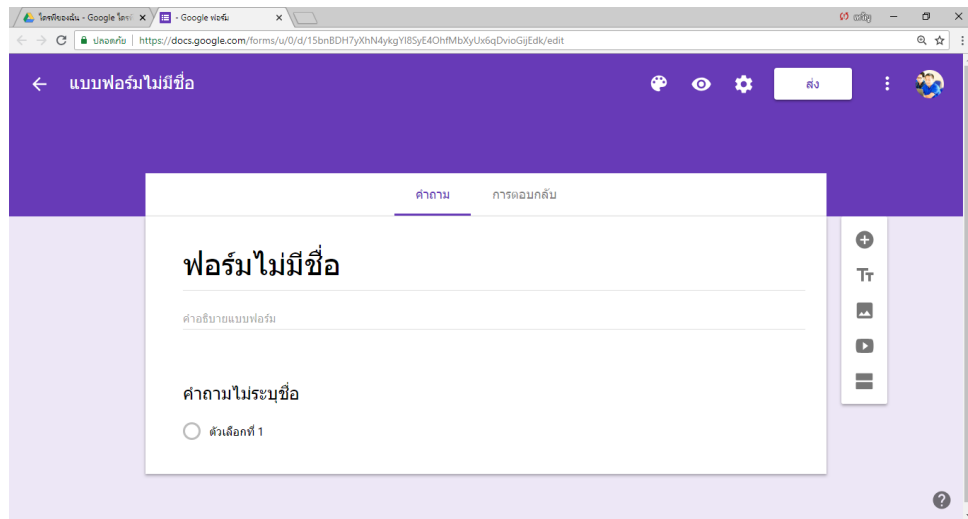 ไดรฟ์ของฉัน - Google ไดรฟ์
- Google ฟอร์ม
ปลอดภัย
https://docs.google.com/forms/u/0/d/15bnBDH7yXhN4ykgYI8SyE4OhfMbXyUx6qDvioGijEdk/edit
แบบฟอร์มไม่มีชื่อ
ส่ง
คำถาม
การตอบกลับ
ฟอร์มไม่มีชื่อ
คำอธิบายแบบฟอร์ม
คำถามไม่ระบุชื่อ
ตัวเลือกที่ 1